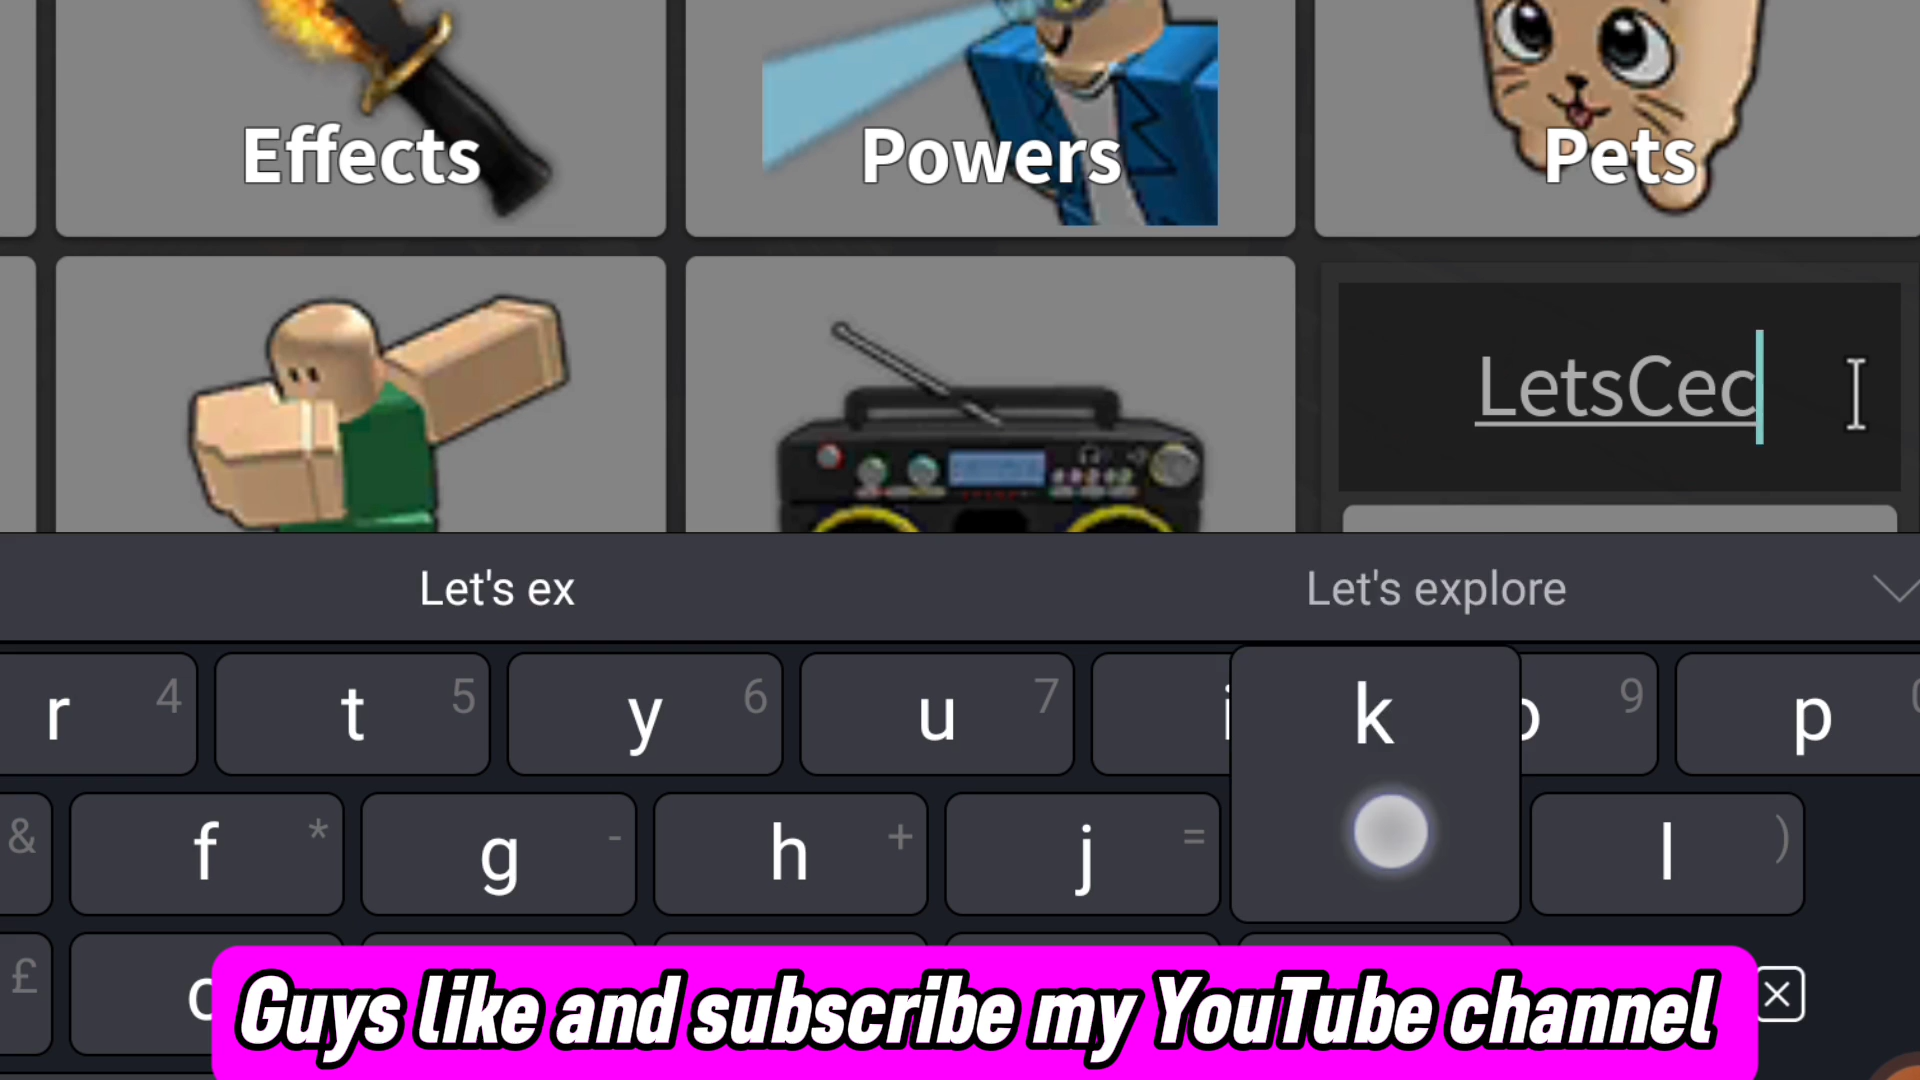 Effects
Powers
Pets
LetsCec
Let's ex
Let's explore
r 4 t 5 y 6 u 7 i k 9 p
& f * g - h + j = l )
£
Guys like and subscribe my YouTube channel